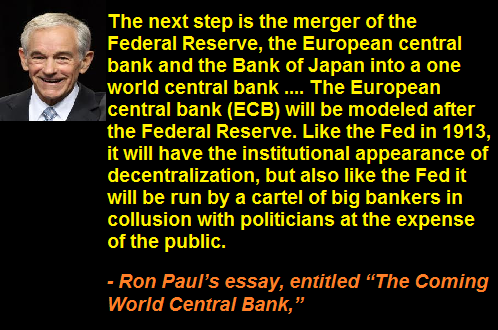 The next step is the merger of the
Federal Reserve, the European central
bank and the Bank of Japan into a one
world central bank .... The European
central bank (ECB) will be modeled after
the Federal Reserve. Like the Fed in 1913,
it will have the institutional appearance of
decentralization, but also like the Fed it
will be run by a cartel of big bankers in
collusion with politicians at the expense
of the public.
- Ron Paul’s essay, entitled “The Coming
World Central Bank,”